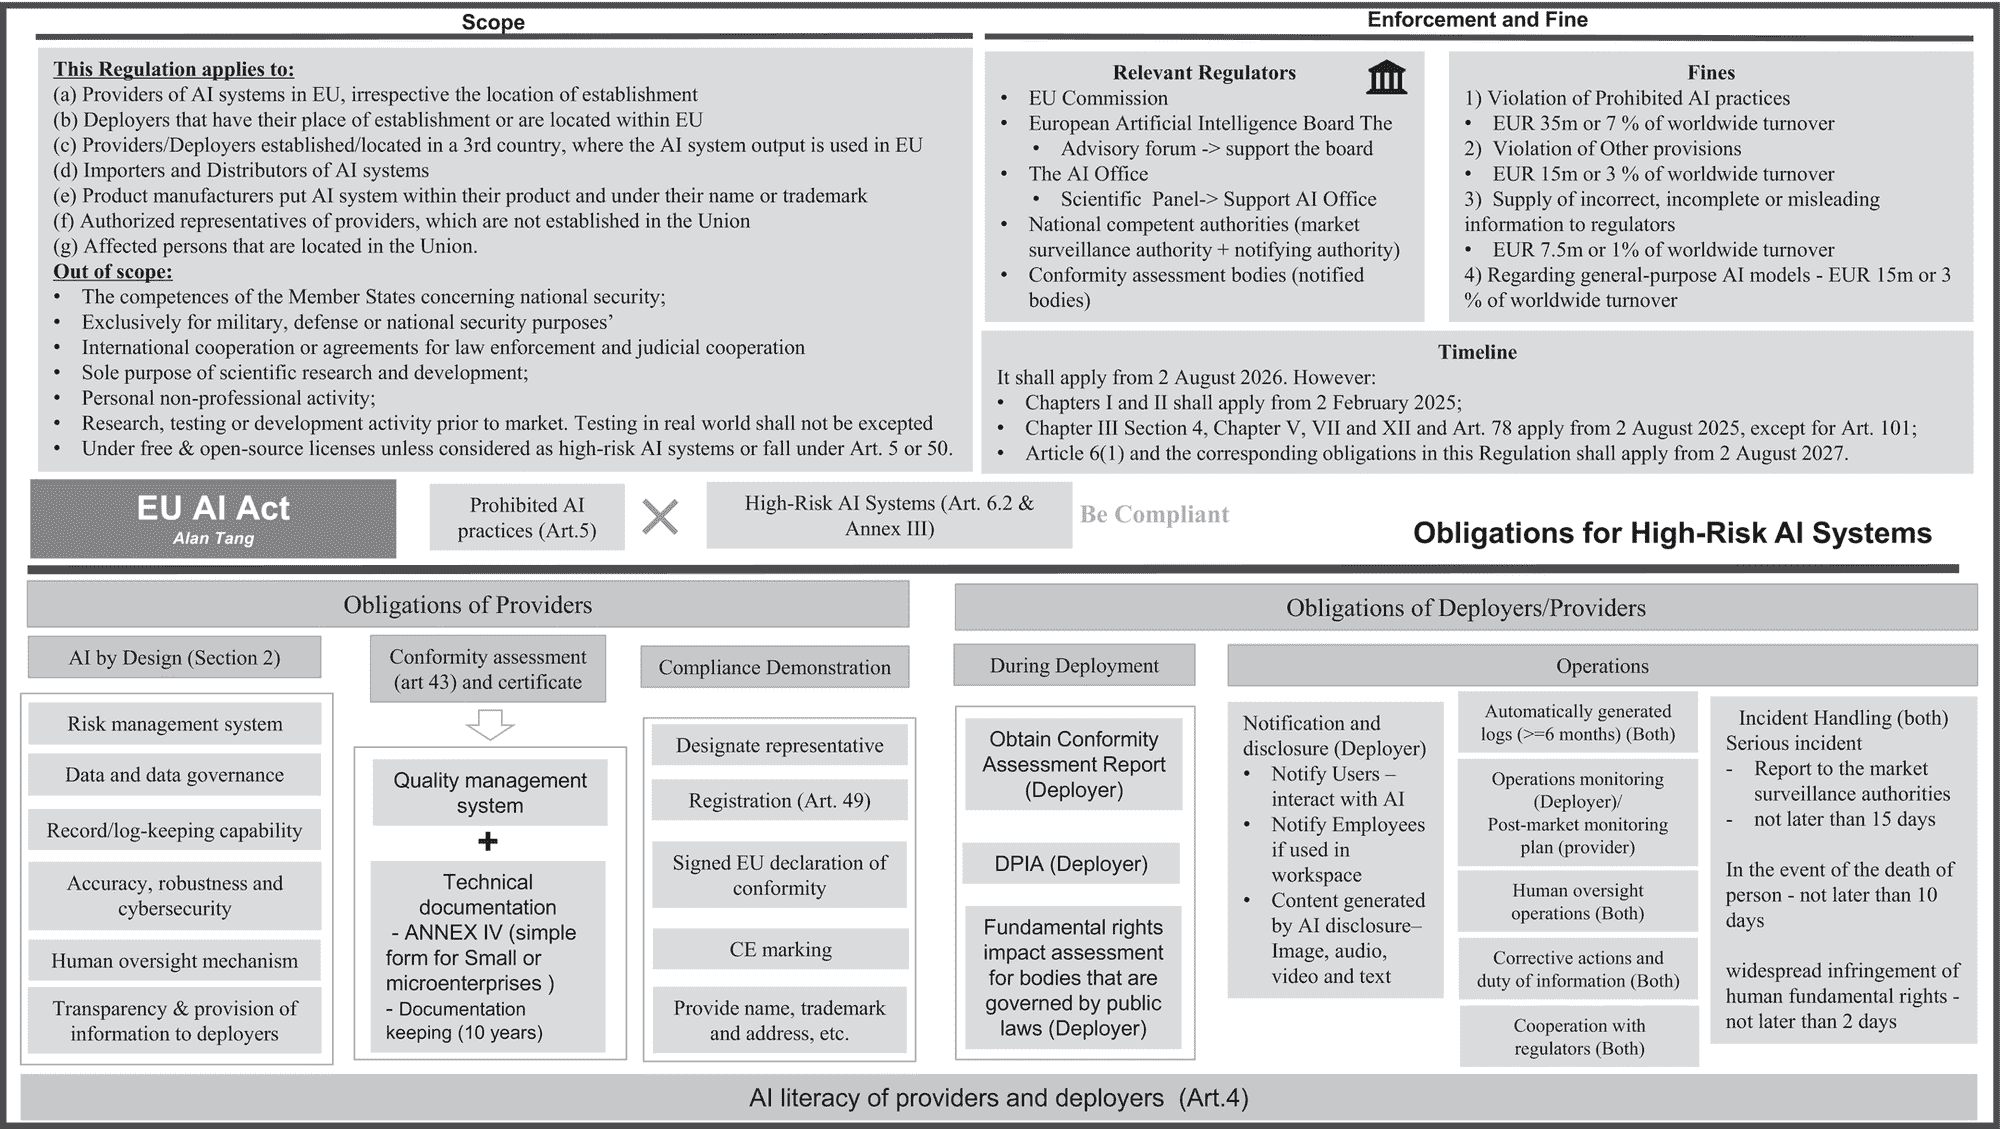 Scope
This Regulation applies to:
(a) Providers of AI systems in EU, irrespective the location of establishment
(b) Deployers that have their place of establishment or are located within EU
(c) Providers/Deployers established/located in a 3rd country, where the AI system output is used in EU
(d) Importers and Distributors of AI systems
(e) Product manufacturers put AI system within their product and under their name or trademark
(f) Authorized representatives of providers, which are not established in the Union
(g) Affected persons that are located in the Union.
Out of scope:
• The competences of the Member States concerning national security;
• Exclusively for military, defense or national security purposes’
• International cooperation or agreements for law enforcement and judicial cooperation
• Sole purpose of scientific research and development;
• Personal non-professional activity;
• Research, testing or development activity prior to market. Testing in real world shall not be excepted
• Under free & open-source licenses unless considered as high-risk AI systems or fall under Art. 5 or 50.
Enforcement and Fine
Relevant Regulators
• EU Commission
• European Artificial Intelligence Board The
• Advisory forum -> support the board
• The AI Office
• Scientific Panel-> Support AI Office
• National competent authorities (market
surveillance authority + notifying authority)
• Conformity assessment bodies (notified
bodies)
Fines
1) Violation of Prohibited AI practices
• EUR 35m or 7 % of worldwide turnover
2) Violation of Other provisions
• EUR 15m or 3 % of worldwide turnover
3) Supply of incorrect, incomplete or misleading
information to regulators
• EUR 7.5m or 1% of worldwide turnover
4) Regarding general-purpose AI models - EUR 15m or 3
% of worldwide turnover
Timeline
It shall apply from 2 August 2026. However:
• Chapters I and II shall apply from 2 February 2025;
• Chapter III Section 4, Chapter V, VII and XII and Art. 78 apply from 2 August 2025, except for Art. 101;
• Article 6(1) and the corresponding obligations in this Regulation shall apply from 2 August 2027.
EU AI Act
Alan Tang
Prohibited AI
practices (Art.5)
High-Risk AI Systems (Art. 6.2 &
Annex III)
Be Compliant
Obligations for High-Risk AI Systems
Obligations of Providers
AI by Design (Section 2)
Risk management system
Data and data governance
Record/log-keeping capability
Accuracy, robustness and
cybersecurity
Human oversight mechanism
Transparency & provision of
information to deployers
Conformity assessment
(art 43) and certificate
Quality management
system
+
Technical
documentation
- ANNEX IV (simple
form for Small or
microenterprises )
- Documentation
keeping (10 years)
Compliance Demonstration
Designate representative
Registration (Art. 49)
Signed EU declaration of
conformity
CE marking
Provide name, trademark
and address, etc.
Obligations of Deployers/Providers
During Deployment
Obtain Conformity
Assessment Report
(Deployer)
DPIA (Deployer)
Fundamental rights
impact assessment
for bodies that are
governed by public
laws (Deployer)
Operations
Notification and
disclosure (Deployer)
• Notify Users –
interact with AI
• Notify Employees
if used in
workspace
• Content generated
by AI disclosure–
Image, audio,
video and text
Automatically generated
logs (>=6 months) (Both)
Operations monitoring
(Deployer)/
Post-market monitoring
plan (provider)
Human oversight
operations (Both)
Corrective actions and
duty of information (Both)
Cooperation with
regulators (Both)
Incident Handling (both)
Serious incident
- Report to the market
surveillance authorities
- not later than 15 days
In the event of the death of
person - not later than 10
days
widespread infringement of
human fundamental rights -
not later than 2 days
AI literacy of providers and deployers (Art.4)